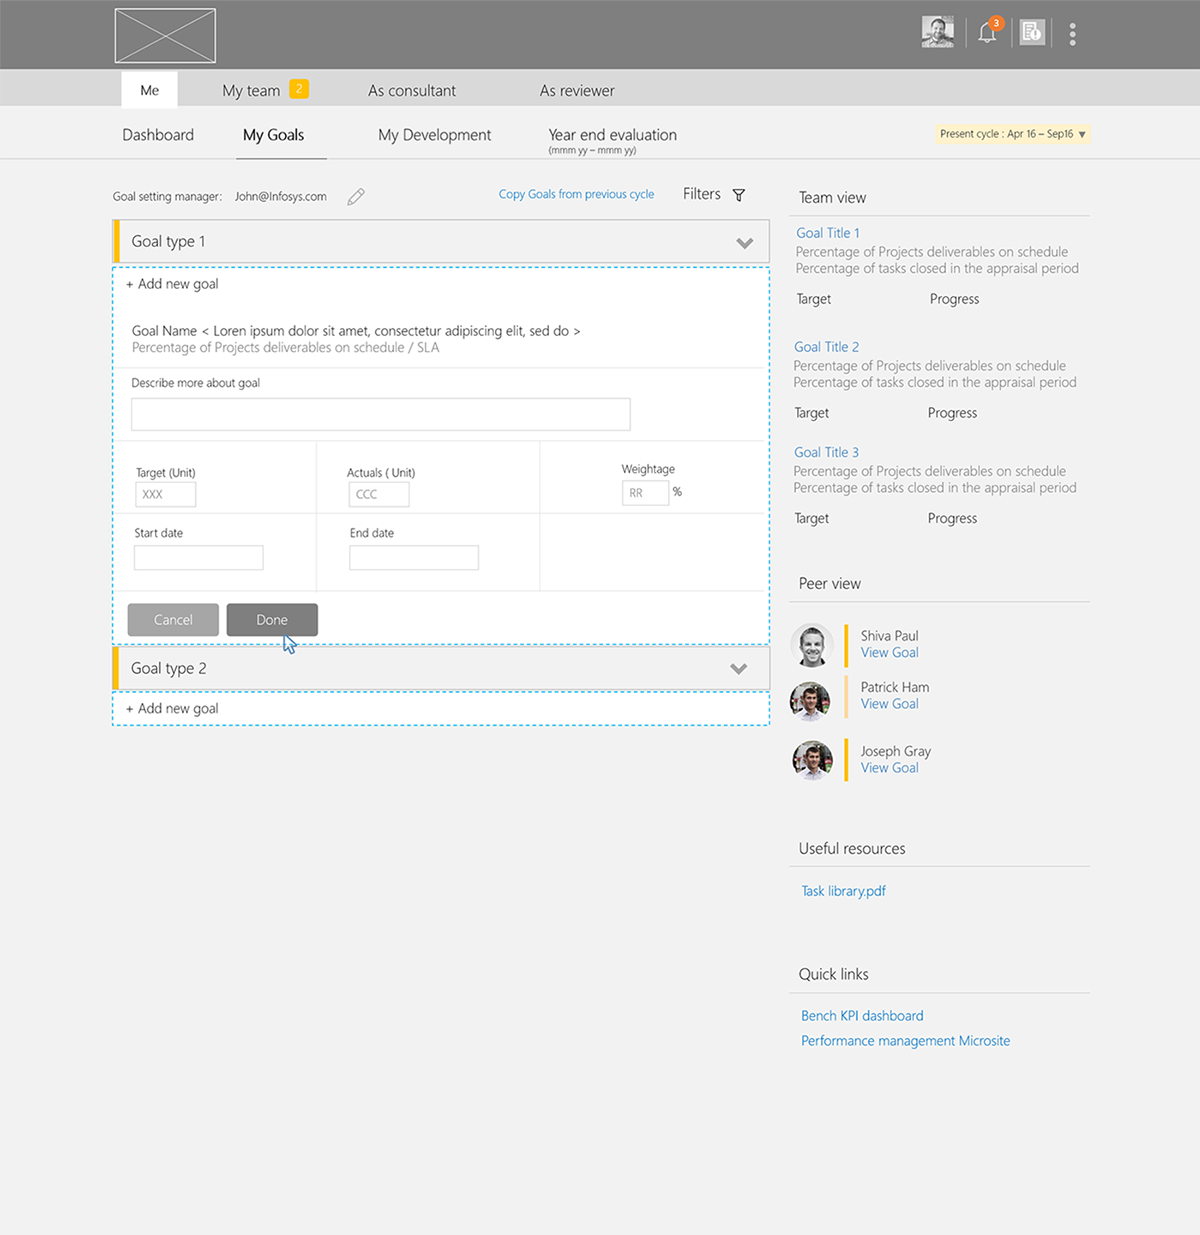 3
Me
My team
2
As consultant
As reviewer
Dashboard
My Goals
My Development
Year end evaluation
(mmm yy – mmm yy)
Present cycle : Apr 16 – Sep16
Goal setting manager:
John@Infosys.com
Copy Goals from previous cycle
Filters
Goal type 1
+ Add new goal
Goal Name < Loren ipsum dolor sit amet, consectetur adipiscing elit, sed do >
Percentage of Projects deliverables on schedule / SLA
Describe more about goal
Target (Unit)
XXX
Actuals ( Unit)
CCC
Weightage
RR
%
Start date
End date
Cancel
Done
Goal type 2
+ Add new goal
Team view
Goal Title 1
Percentage of Projects deliverables on schedule
Percentage of tasks closed in the appraisal period
Target
Progress
Goal Title 2
Percentage of Projects deliverables on schedule
Percentage of tasks closed in the appraisal period
Target
Progress
Goal Title 3
Percentage of Projects deliverables on schedule
Percentage of tasks closed in the appraisal period
Target
Progress
Peer view
Shiva Paul
View Goal
Patrick Ham
View Goal
Joseph Gray
View Goal
Useful resources
Task library.pdf
Quick links
Bench KPI dashboard
Performance management Microsite